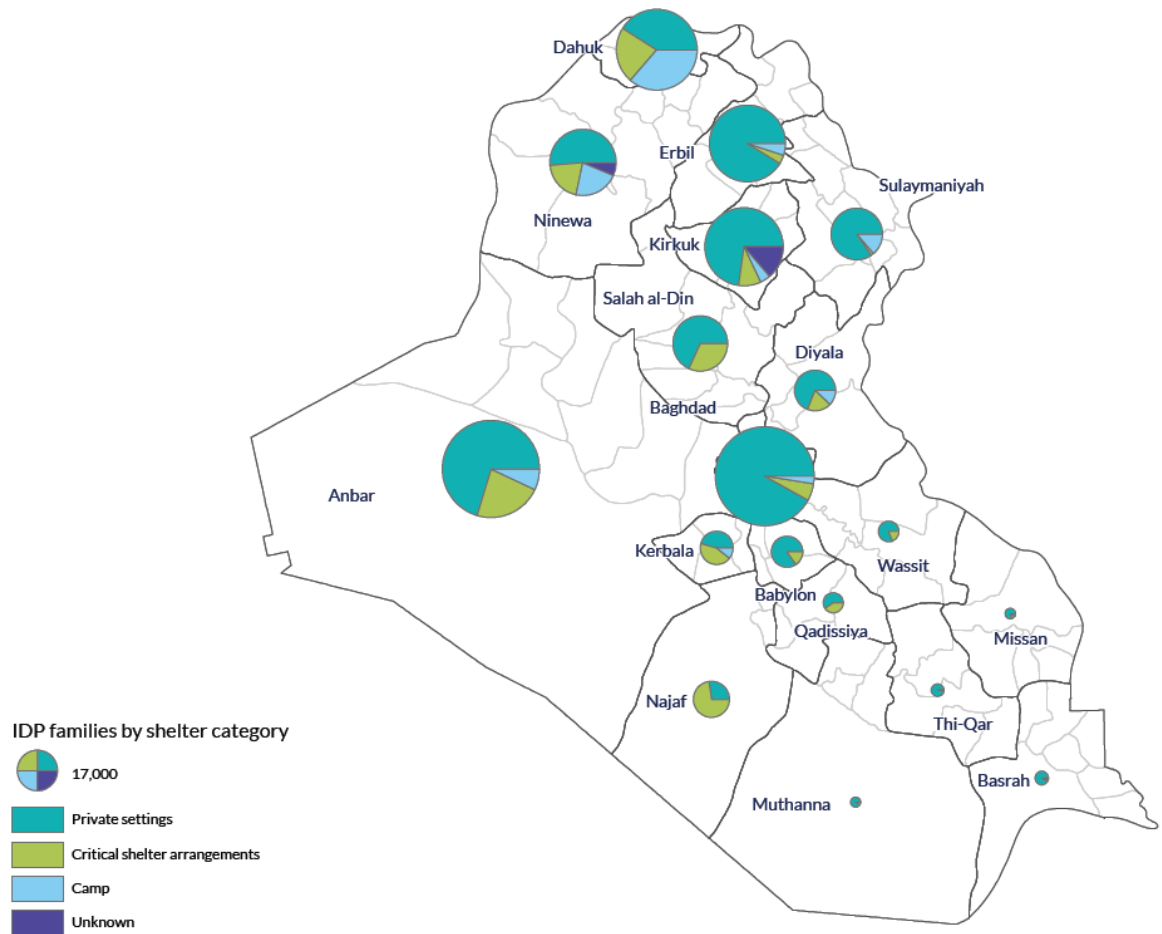 Dahuk
Erbil
Sulaymaniyah
Ninewa
Kirkuk
Salah al-Din
Diyala
Baghdad
Anbar
Kerbala
Wassit
Babylon
Qadissiya
Missan
Najaf
Thi-Qar
Basrah
Muthanna
IDP families by shelter category
17,000
Private settings
Critical shelter arrangements
Camp
Unknown